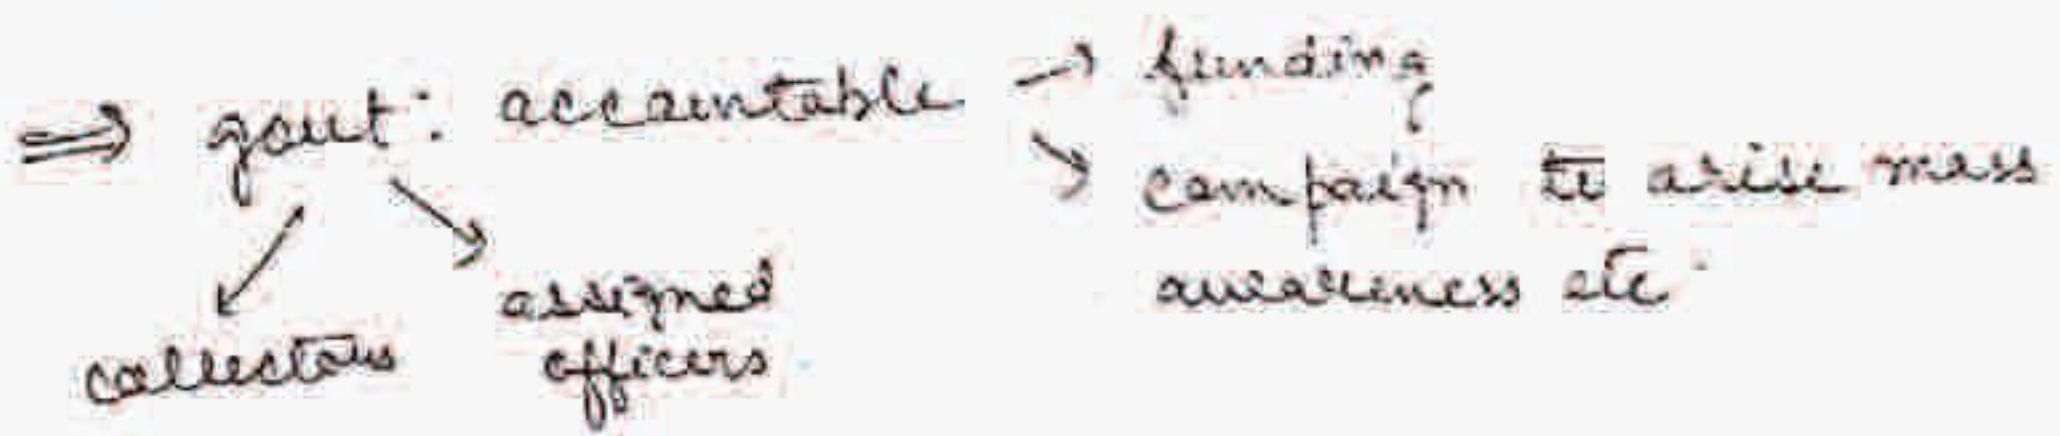 ⇒ govt: accountable → funding
↘ campaign to arise mass
awareness etc.
↙ ↘
collectors assigned
officers